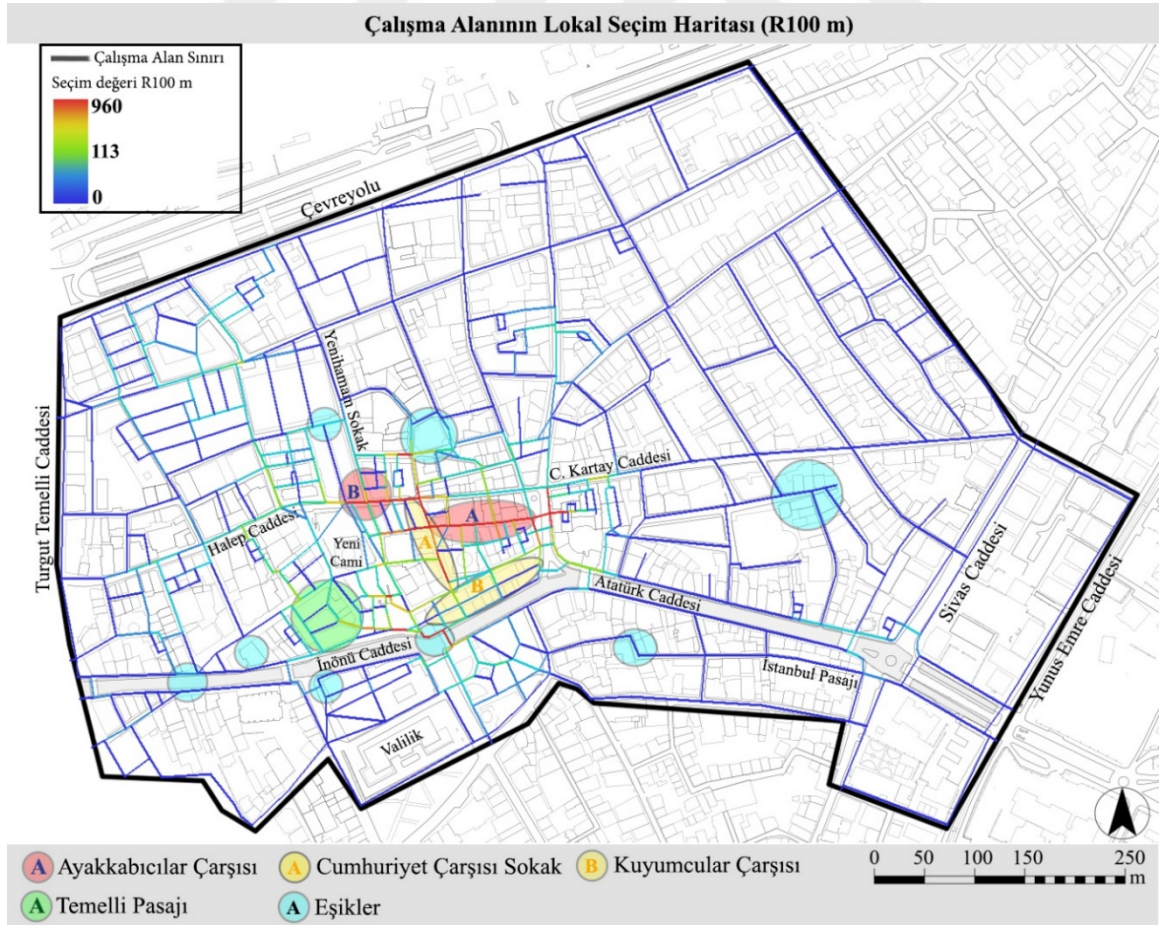 Çalışma Alanının Lokal Seçim Haritası (R100 m)
Çalışma Alan Sınırı
Seçim değeri R100 m
960
113
0
Çevreyolu
Turgut Temelli Caddesi
Yenihamam Sokak
C. Kartay Caddesi
B
A
Halep Caddesi
Yeni
Cami
A
B
Atatürk Caddesi
Sivas Caddesi
Yunus Emre Caddesi
İnönü Caddesi
İstanbul Pasajı
Valilik
A Ayakkabıcılar Çarşısı
A Cumhuriyet Çarşısı Sokak
B Kuyumcular Çarşısı
A Temelli Pasajı
A Eşikler
0 50 100 150 250
m